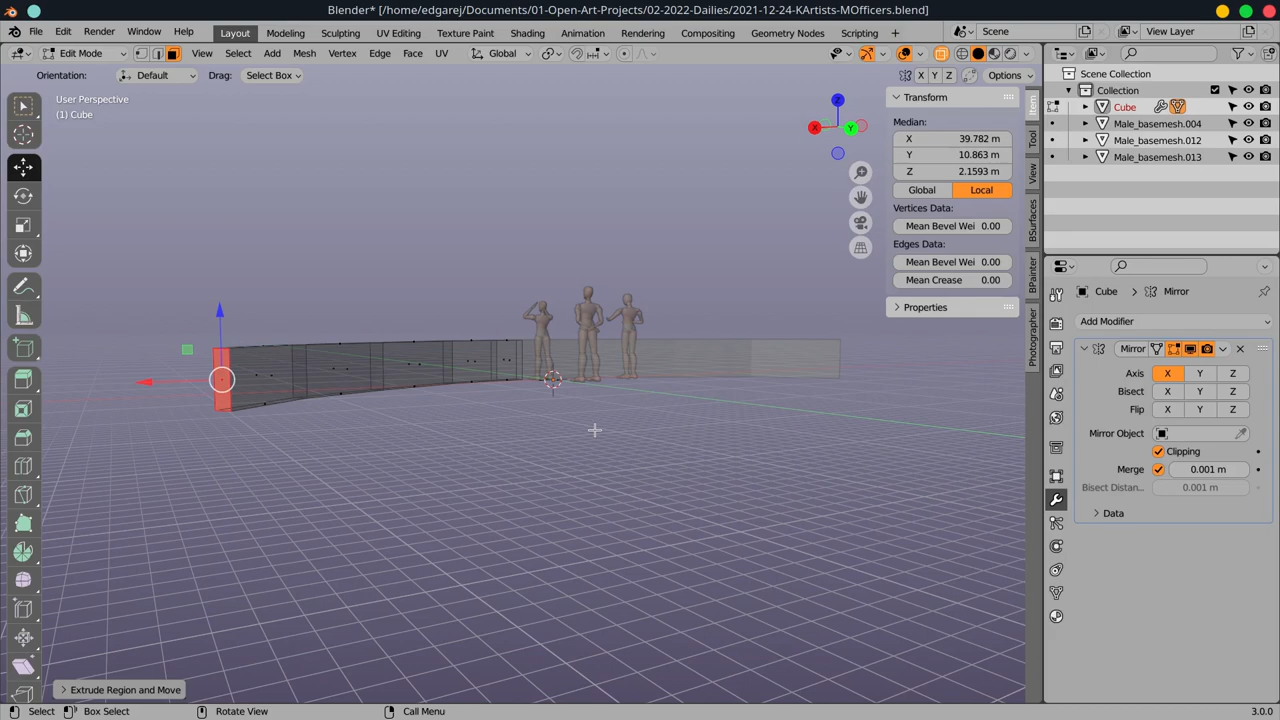 Blender* [/home/edgarej/Documents/01-Open-Art-Projects/02-2022-Dailies/2021-12-24-KArtists-MOfficers.blend]
File Edit Render Window Help Layout Modeling Sculpting UV Editing Texture Paint Shading Animation Rendering Compositing Geometry Nodes Scripting Scene View Layer
Edit Mode View Select Add Mesh Vertex Edge Face UV Global
Orientation: Default Drag: Select Box X Y Z Options
User Perspective
(1) Cube
Z
X
Y
Transform
Median:
X 39.782 m
Y 10.863 m
Z 2.1593 m
Global Local
Vertices Data:
Mean Bevel Wei 0.00
Edges Data:
Mean Bevel Wei 0.00
Mean Crease 0.00
Properties
Item
Tool
View
BSurfaces
BPainter
Photographer
Scene Collection
Collection
Cube
Male_basemesh.004
Male_basemesh.012
Male_basemesh.013
Cube Mirror
Add Modifier
Mirror
Axis X Y Z
Bisect X Y Z
Flip X Y Z
Mirror Object
Clipping
Merge 0.001 m
Bisect Distan.. 0.001 m
Data
Extrude Region and Move
Select Box Select Rotate View Call Menu 3.0.0